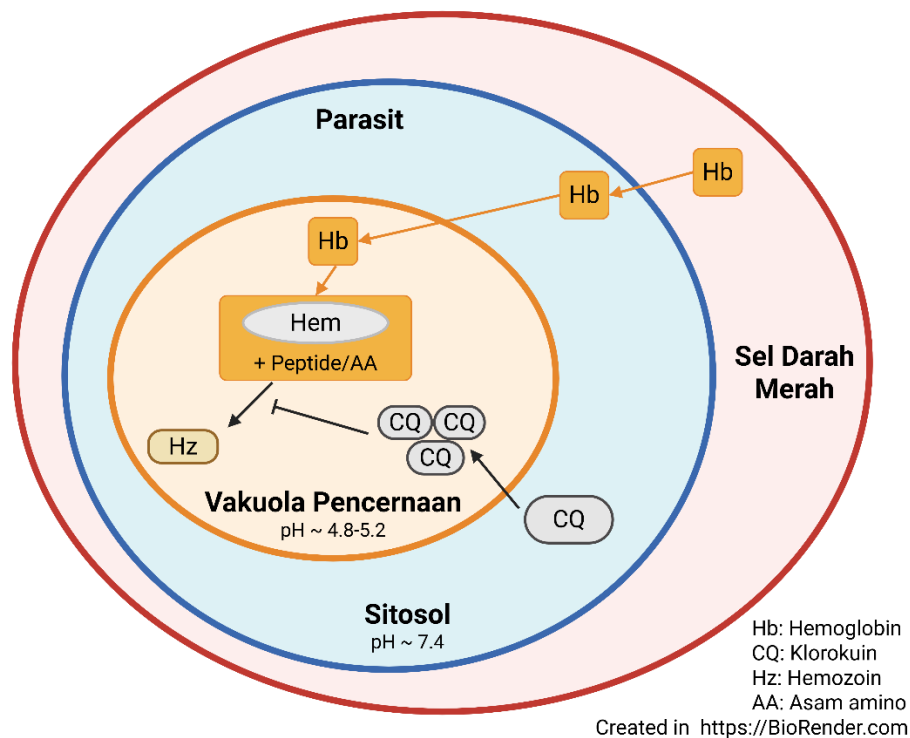 Parasit
Hb
Hb
Hb
Hem
+ Peptide/AA
Sel Darah
Merah
CQ
CQ
CQ
Hz
Vakuola Pencernaan
pH ~ 4.8-5.2
CQ
Sitosol
pH ~ 7.4
Hb: Hemoglobin
CQ: Klorokuin
Hz: Hemozoin
AA: Asam amino
Created in https://BioRender.com